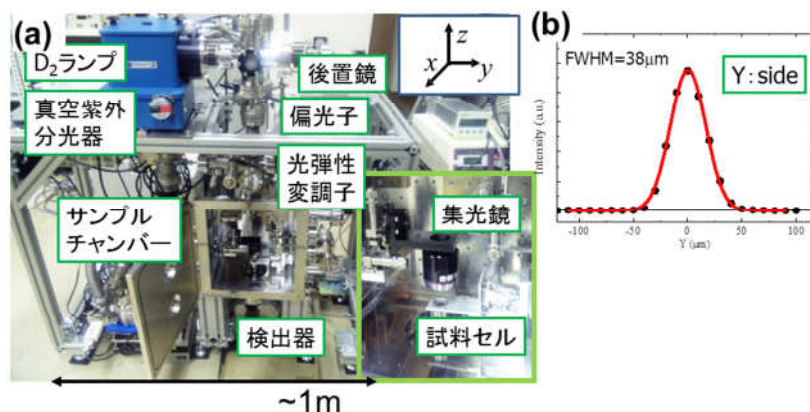 (a)
D2ランプ
真空紫外
分光器
サンプル
チャンバー
z
x
y
後置鏡
偏光子
光弾性
変調子
集光鏡
検出器
試料セル
~1m
(b)
FWHM=38μm
Y: side
Intensity (a.u.)
-100
-50
0
50
100
Y (μm)